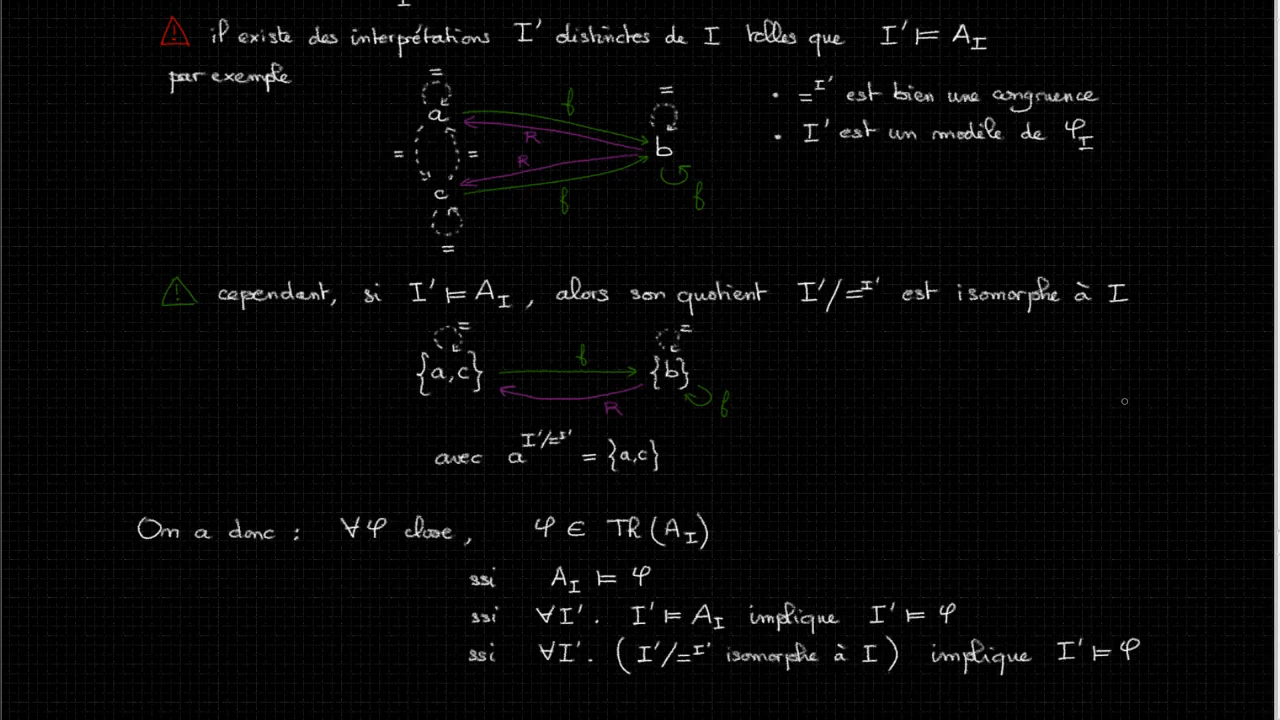 ⚠ il existe des interprétations I' distinctes de I telles que I' ⊨ A_I
par exemple
• =^I' est bien une congruence
• I' est un modèle de φ_I
=
=
a
f
R
b
=
=
R
c
f
f
=
⚠ cependant, si I' ⊨ A_I, alors son quotient I'/=^I' est isomorphe à I
=
=
{a,c}
f
{b}
R
f
avec a^I'/=^I' = {a,c}
On a donc : ∀φ close, φ ∈ TR(A_I)
ssi A_I ⊨ φ
ssi ∀I'. I' ⊨ A_I implique I' ⊨ φ
ssi ∀I'. (I'/=^I' isomorphe à I) implique I' ⊨ φ